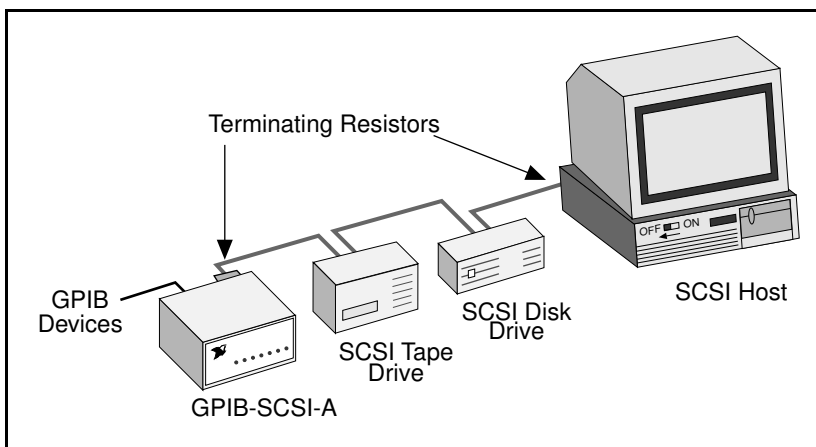 Terminating Resistors
OFF ON
GPIB
Devices
SCSI Host
SCSI Disk
Drive
SCSI Tape
Drive
GPIB-SCSI-A